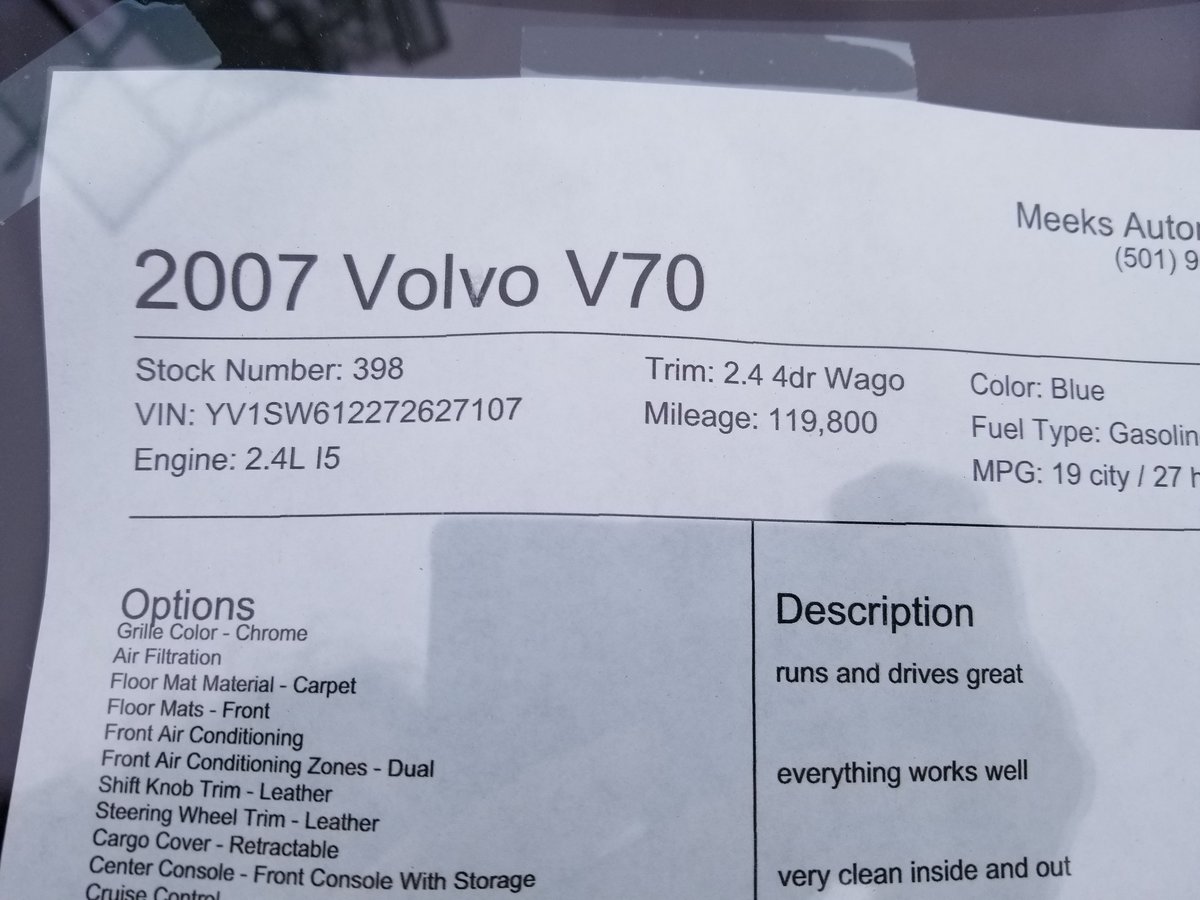 Meeks Autor
(501) 9
2007 Volvo V70
Stock Number: 398
VIN: YV1SW612272627107
Engine: 2.4L I5
Trim: 2.4 4dr Wago
Mileage: 119,800
Color: Blue
Fuel Type: Gasolin
MPG: 19 city / 27 h
Options
Grille Color - Chrome
Air Filtration
Floor Mat Material - Carpet
Floor Mats - Front
Front Air Conditioning
Front Air Conditioning Zones - Dual
Shift Knob Trim - Leather
Steering Wheel Trim - Leather
Cargo Cover - Retractable
Center Console - Front Console With Storage
Cruise Control
Description
runs and drives great
everything works well
very clean inside and out